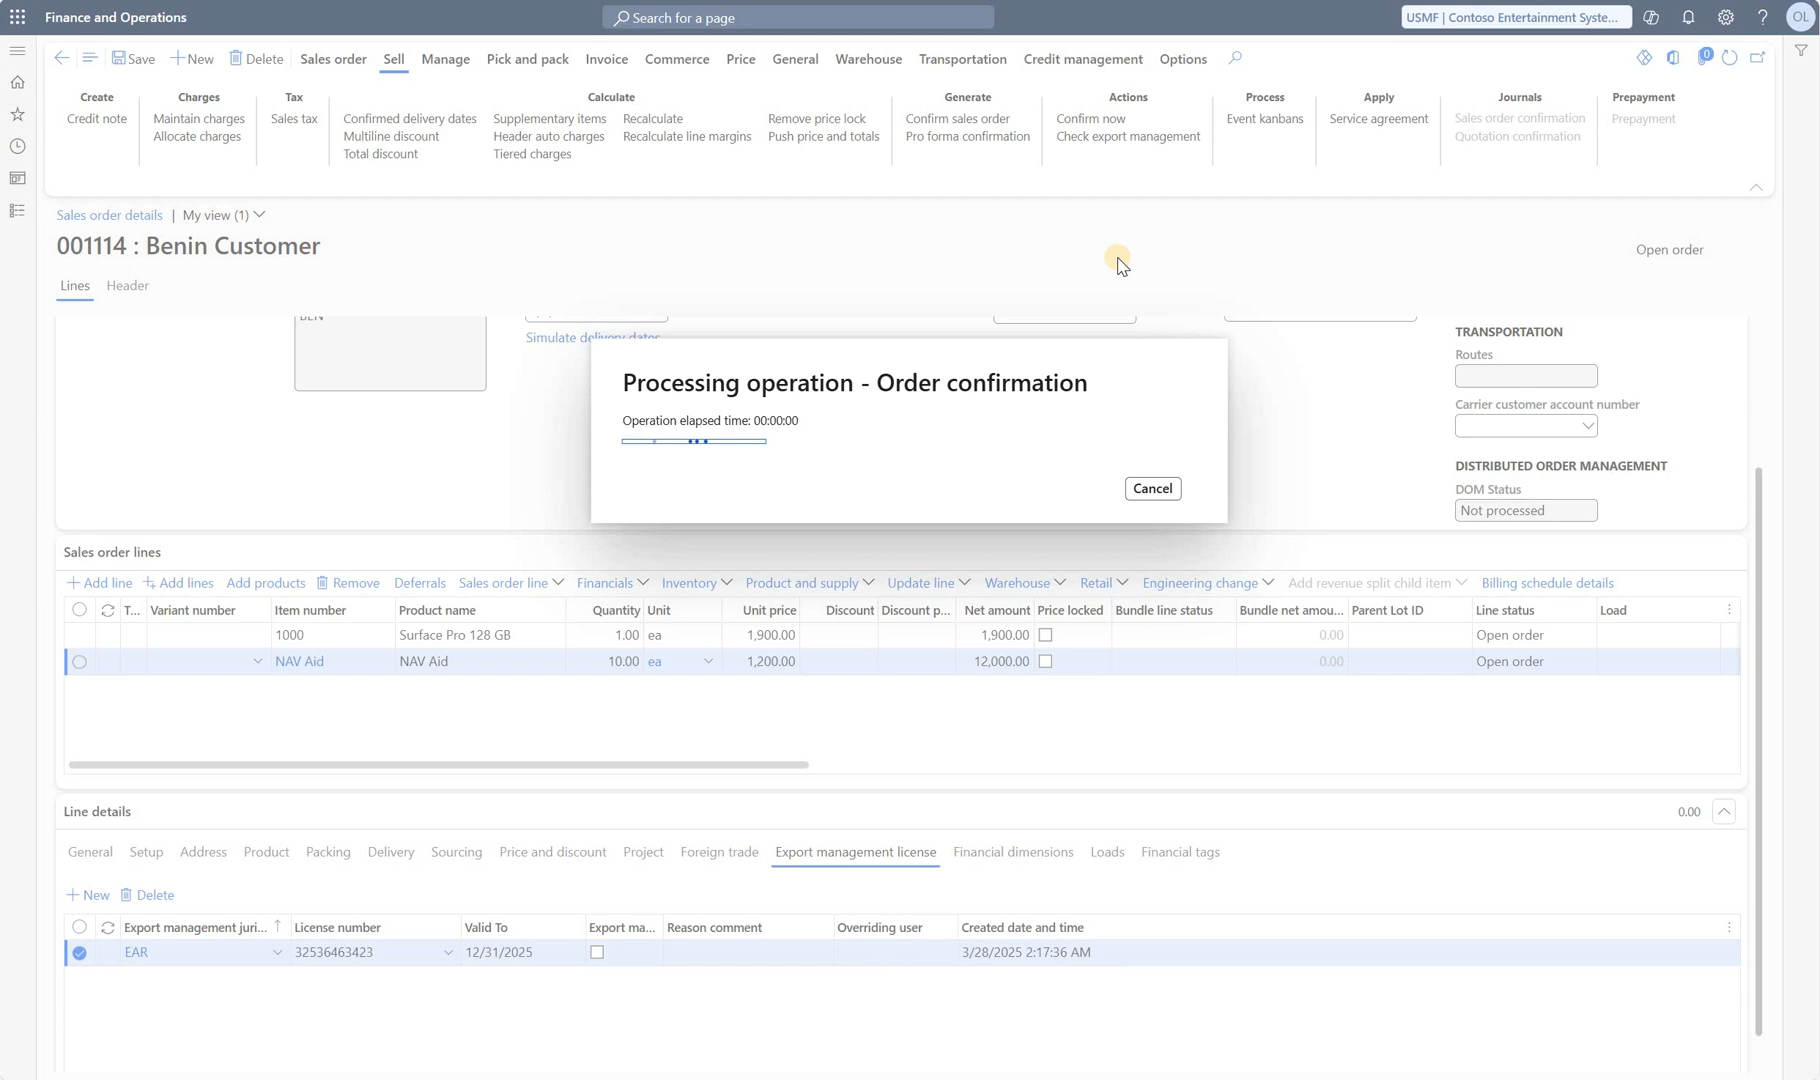 Finance and Operations
Search for a page
USMF | Contoso Entertainment Syste...
OL
Save New Delete Sales order Sell Manage Pick and pack Invoice Commerce Price General Warehouse Transportation Credit management Options
0
Create Charges Tax Calculate Generate Actions Process Apply Journals Prepayment
Credit note Maintain charges Sales tax Confirmed delivery dates Supplementary items Recalculate Remove price lock Confirm sales order Confirm now Event kanbans Service agreement Sales order confirmation Prepayment
Allocate charges Multiline discount Header auto charges Recalculate line margins Push price and totals Pro forma confirmation Check export management Quotation confirmation
Total discount Tiered charges
Sales order details | My view (1)
001114 : Benin Customer
Open order
Lines Header
BEN
Simulate delivery dates
TRANSPORTATION
Routes
Carrier customer account number
DISTRIBUTED ORDER MANAGEMENT
DOM Status
Not processed
Processing operation - Order confirmation
Operation elapsed time: 00:00:00
Cancel
Sales order lines
Add line Add lines Add products Remove Deferrals Sales order line Financials Inventory Product and supply Update line Warehouse Retail Engineering change Add revenue split child item Billing schedule details
T... Variant number Item number Product name Quantity Unit Unit price Discount Discount p... Net amount Price locked Bundle line status Bundle net amou... Parent Lot ID Line status Load
1000 Surface Pro 128 GB 1.00 ea 1,900.00 1,900.00 0.00 Open order
NAV Aid NAV Aid 10.00 ea 1,200.00 12,000.00 0.00 Open order
Line details
0.00
General Setup Address Product Packing Delivery Sourcing Price and discount Project Foreign trade Export management license Financial dimensions Loads Financial tags
New Delete
Export management juri... License number Valid To Export ma... Reason comment Overriding user Created date and time
EAR 32536463423 12/31/2025 3/28/2025 2:17:36 AM